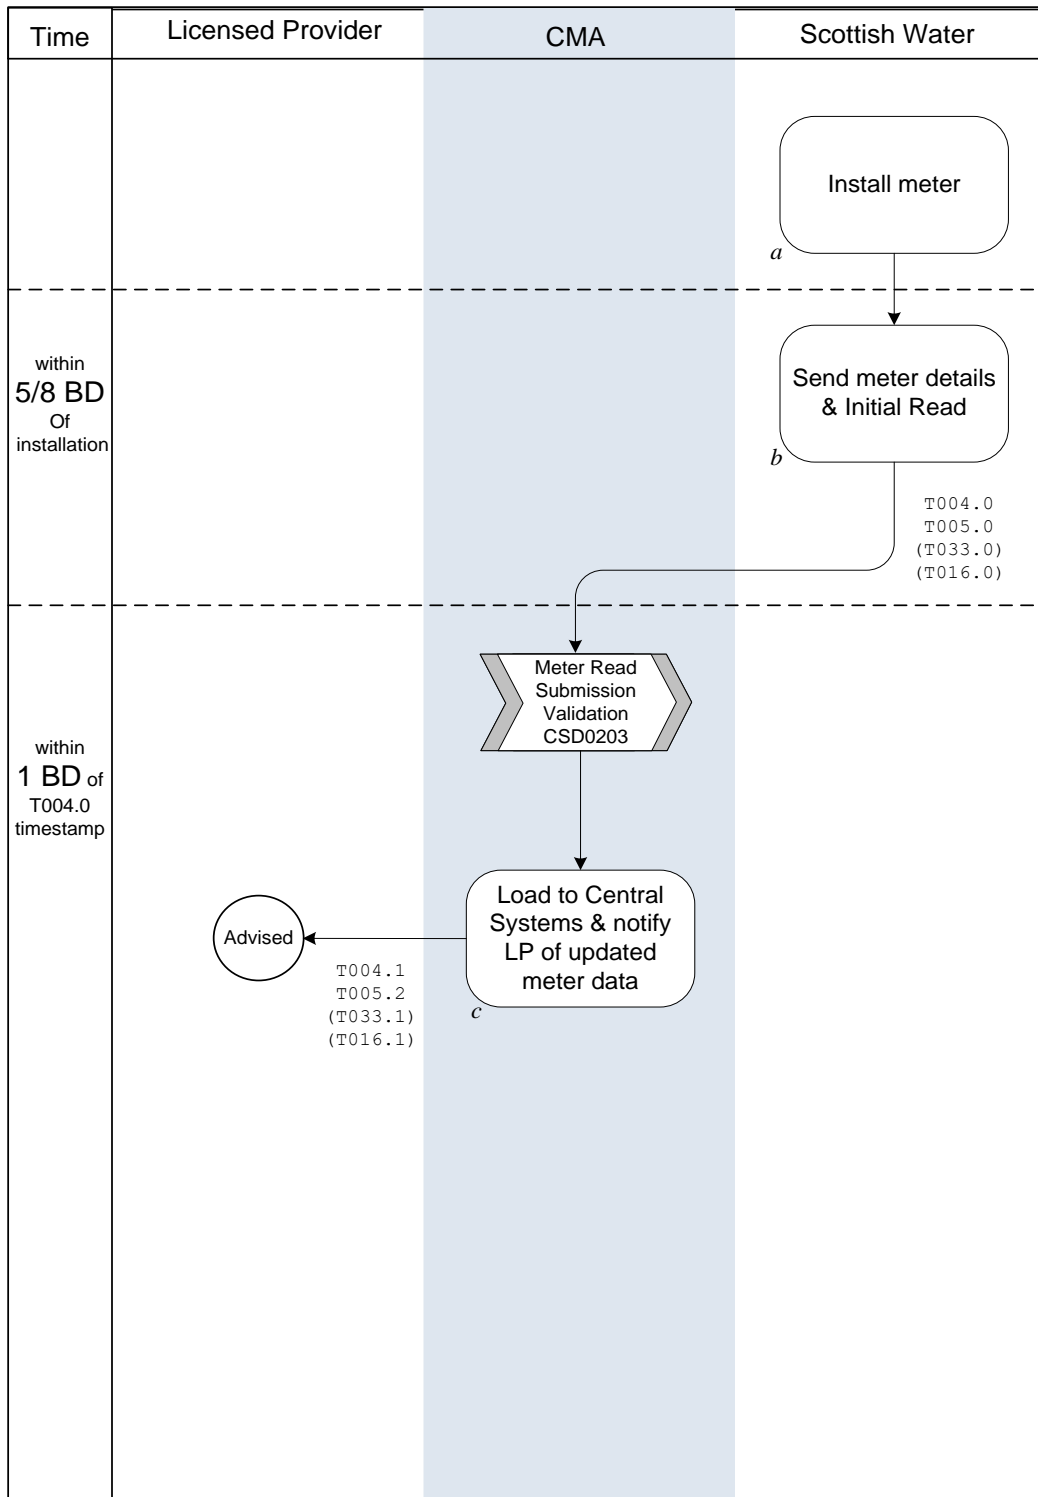 Time
Licensed Provider
CMA
Scottish Water
Install meter
a
within
5/8 BD
Of
installation
Send meter details
& Initial Read
b
T004.0
T005.0
(T033.0)
(T016.0)
within
1 BD of
T004.0
timestamp
Meter Read
Submission
Validation
CSD0203
Load to Central
Systems & notify
LP of updated
meter data
c
Advised
T004.1
T005.2
(T033.1)
(T016.1)